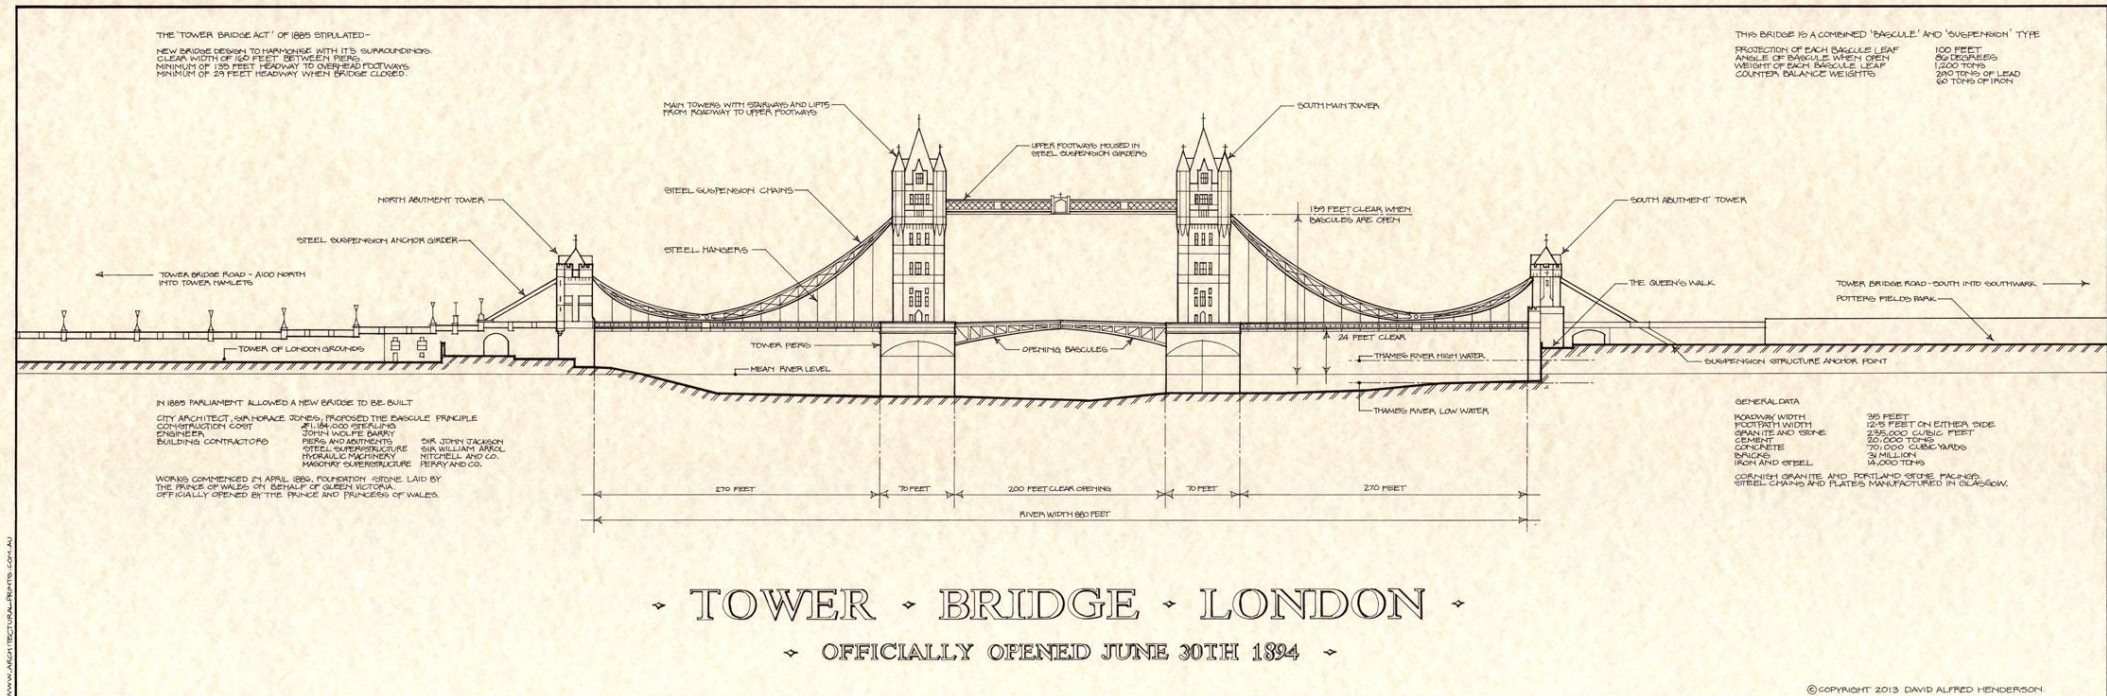 THE 'TOWER BRIDGE ACT' OF 1885 STIPULATED-
NEW BRIDGE DESIGN TO HARMONISE WITH IT'S SURROUNDINGS.
CLEAR WIDTH OF 160 FEET BETWEEN PIERS.
MINIMUM OF 135 FEET HEADWAY TO OVERHEAD FOOTWAYS
MINIMUM OF 29 FEET HEADWAY WHEN BRIDGE CLOSED.
THIS BRIDGE IS A COMBINED 'BASCULE' AND 'SUSPENSION' TYPE
PROJECTION OF EACH BASCULE LEAF 100 FEET
ANGLE OF BASCULE WHEN OPEN 86 DEGREES
WEIGHT OF EACH BASCULE LEAF 1,200 TONS
COUNTER BALANCE WEIGHTS 290 TONS OF LEAD
60 TONS OF IRON
MAIN TOWERS WITH STAIRWAYS AND LIFTS
FROM ROADWAY TO UPPER FOOTWAYS
SOUTH MAIN TOWER
UPPER FOOTWAYS HOUSED IN
STEEL SUSPENSION GIRDERS
STEEL SUSPENSION CHAINS
NORTH ABUTMENT TOWER
139 FEET CLEAR WHEN
BASCULES ARE OPEN
SOUTH ABUTMENT TOWER
STEEL SUSPENSION ANCHOR GIRDER
STEEL HANGERS
TOWER BRIDGE ROAD - A100 NORTH
INTO TOWER HAMLETS
THE QUEEN'S WALK
TOWER BRIDGE ROAD - SOUTH INTO SOUTHWARK
POTTERS FIELDS PARK
TOWER OF LONDON GROUNDS
TOWER PIERS
OPENING BASCULES
24 FEET CLEAR
THAMES RIVER HIGH WATER
SUSPENSION STRUCTURE ANCHOR POINT
MEAN RIVER LEVEL
THAMES RIVER LOW WATER
IN 1885 PARLIAMENT ALLOWED A NEW BRIDGE TO BE BUILT
CITY ARCHITECT, SIR HORACE JONES, PROPOSED THE BASCULE PRINCIPLE
CONSTRUCTION COST £1,184,000 STERLING
ENGINEER JOHN WOLFE BARRY
BUILDING CONTRACTORS PIERS AND ABUTMENTS SIR JOHN JACKSON
STEEL SUPERSTRUCTURE SIR WILLIAM ARROL
HYDRAULIC MACHINERY MITCHELL AND CO.
MASONRY SUPERSTRUCTURE PERRY AND CO.
WORKS COMMENCED IN APRIL 1886, FOUNDATION STONE LAID BY
THE PRINCE OF WALES ON BEHALF OF QUEEN VICTORIA.
OFFICIALLY OPENED BY THE PRINCE AND PRINCESS OF WALES.
GENERAL DATA
ROADWAY WIDTH 35 FEET
FOOTPATH WIDTH 12·5 FEET ON EITHER SIDE
GRANITE AND STONE 235,000 CUBIC FEET
CEMENT 20,000 TONS
CONCRETE 70,000 CUBIC YARDS
BRICKS 31 MILLION
IRON AND STEEL 14,000 TONS
CORNISH GRANITE AND PORTLAND STONE FACINGS.
STEEL CHAINS AND PLATES MANUFACTURED IN GLASGOW.
270 FEET
70 FEET
200 FEET CLEAR OPENING
70 FEET
270 FEET
RIVER WIDTH 880 FEET
TOWER · BRIDGE · LONDON
OFFICIALLY OPENED JUNE 30TH 1894
WWW.ARCHITECTURALPRINTS.COM.AU
© COPYRIGHT 2013 DAVID ALFRED HENDERSON